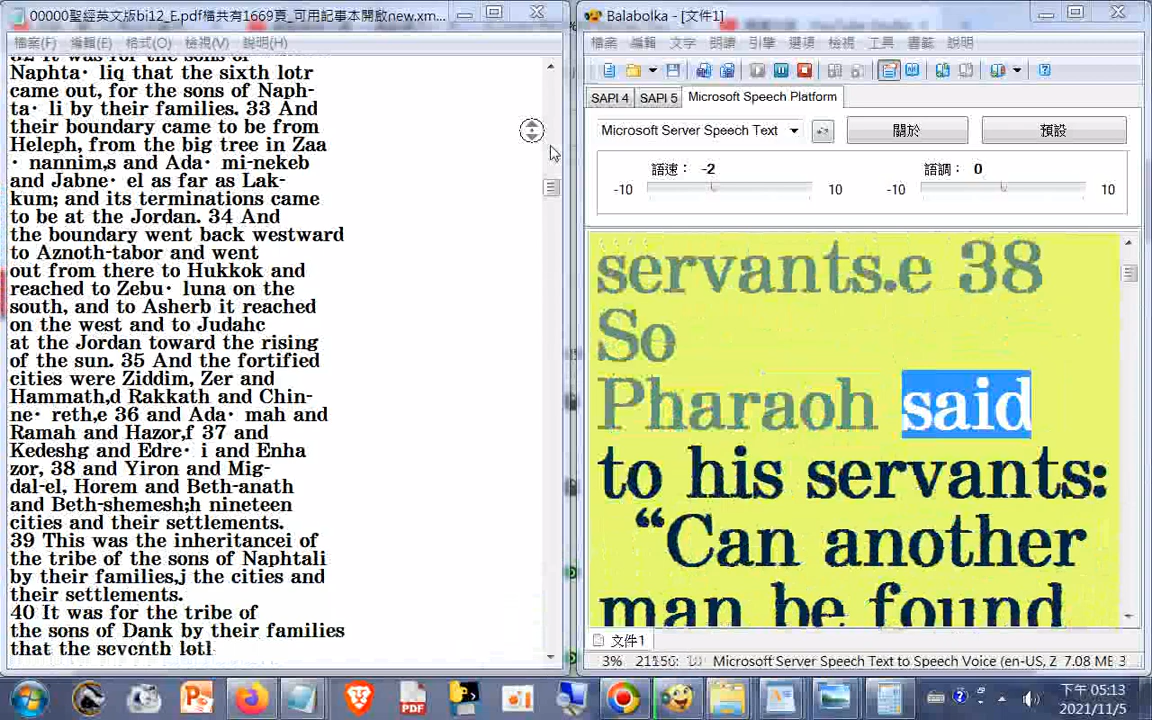 00000聖經英文版bi12_E.pdf檔共有1669頁_可用記事本開啟new.xm...
檔案(F) 編輯(E) 格式(O) 檢視(V) 說明(H)
32 It was for the sons of
Naphta· liq that the sixth lotr
came out, for the sons of Naph-
ta· li by their families. 33 And
their boundary came to be from
Heleph, from the big tree in Zaa
· nannim,s and Ada· mi-nekeb
and Jabne· el as far as Lak-
kum; and its terminations came
to be at the Jordan. 34 And
the boundary went back westward
to Aznoth-tabor and went
out from there to Hukkok and
reached to Zebu· luna on the
south, and to Asherb it reached
on the west and to Judahc
at the Jordan toward the rising
of the sun. 35 And the fortified
cities were Ziddim, Zer and
Hammath,d Rakkath and Chin-
ne· reth,e 36 and Ada· mah and
Ramah and Hazor,f 37 and
Kedeshg and Edre· i and Enha
zor, 38 and Yiron and Mig-
dal-el, Horem and Beth-anath
and Beth-shemesh;h nineteen
cities and their settlements.
39 This was the inheritancei of
the tribe of the sons of Naphtali
by their families,j the cities and
their settlements.
40 It was for the tribe of
the sons of Dank by their families
that the seventh lotl
Balabolka - [文件1]
檔案 編輯 文字 朗讀 引擎 選項 檢視 工具 書籤 說明
SAPI 4 SAPI 5 Microsoft Speech Platform
Microsoft Server Speech Text 關於 預設
語速： -2 語調： 0
-10 10 -10 10
servants.e 38
So
Pharaoh said
to his servants:
“Can another
man be found
文件1
3% Microsoft Server Speech Text to Speech Voice (en-US, Z 7.08 MB 3
下午 05:13
2021/11/5